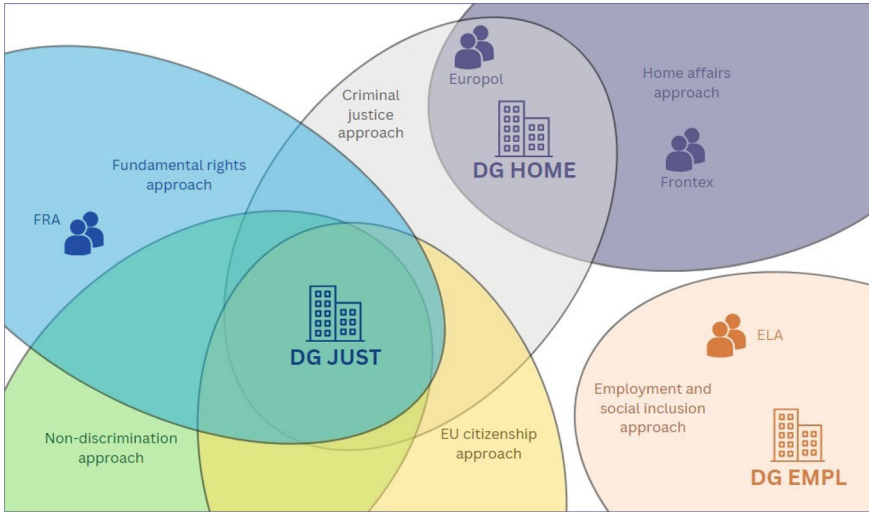 Europol
Criminal
justice
approach
Home affairs
approach
DG HOME
Frontex
Fundamental rights
approach
FRA
DG JUST
ELA
Employment and
social inclusion
approach
Non-discrimination
approach
EU citizenship
approach
DG EMPL